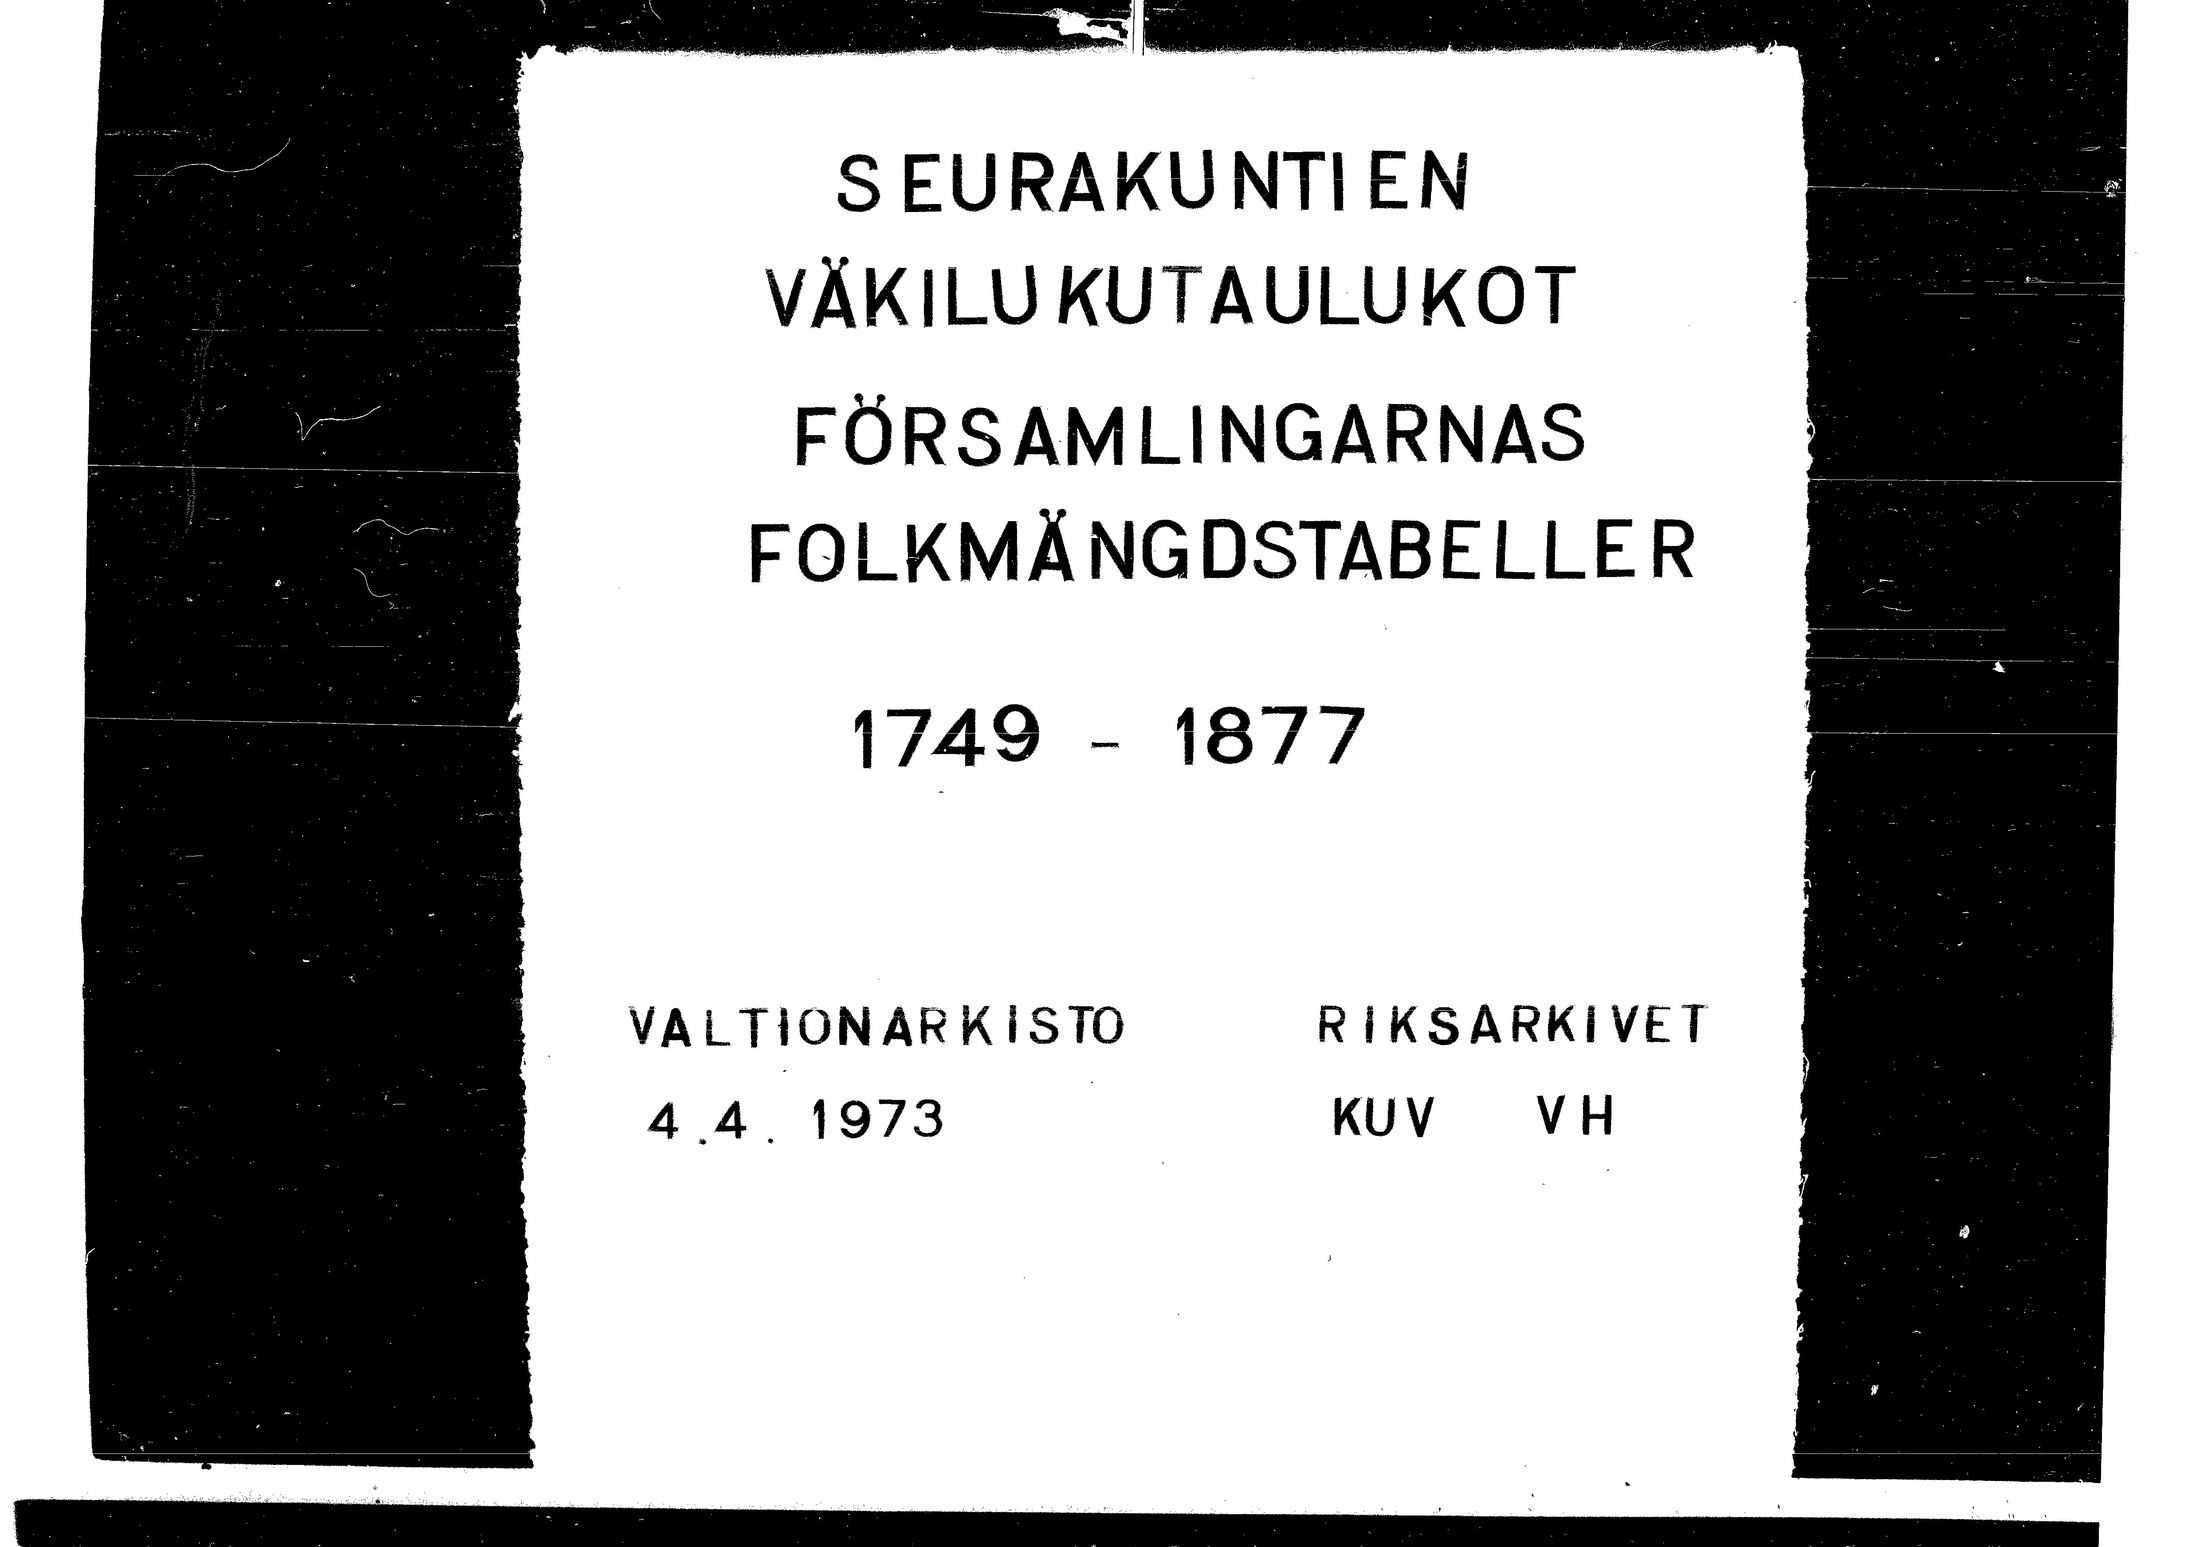 SEURAKUNTIEN
VÄKILUKUTAULUKOT
FÖRSAMLINGARNAS
FOLKMÄNGDSTABELLER
1749 - 1877
VALTIONARKISTO RIKSARKIVET
4.4. 1973 KUV VH